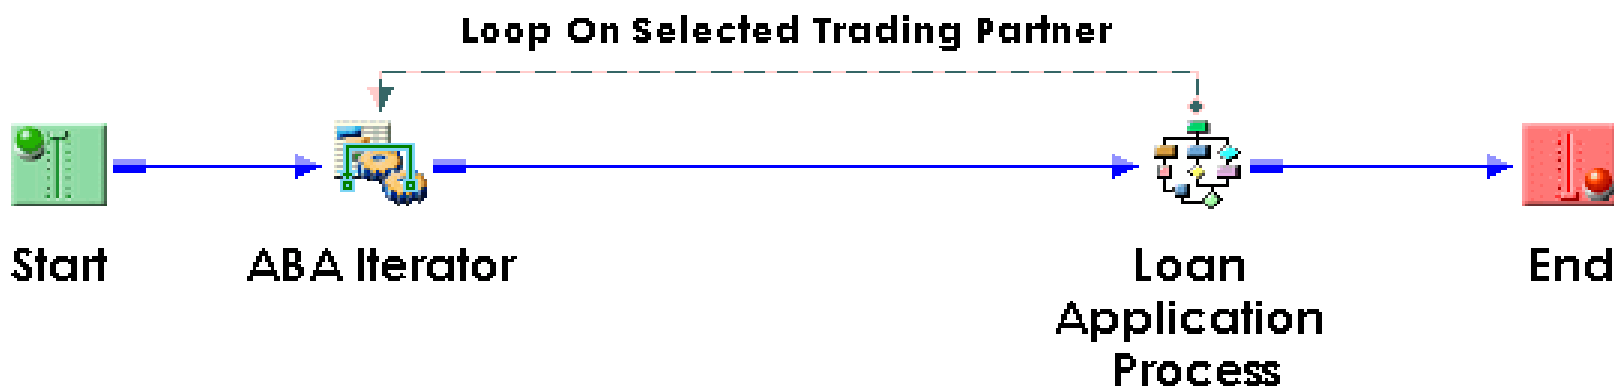 Loop On Selected Trading Partner
Start
ABA Iterator
Loan
Application
Process
End